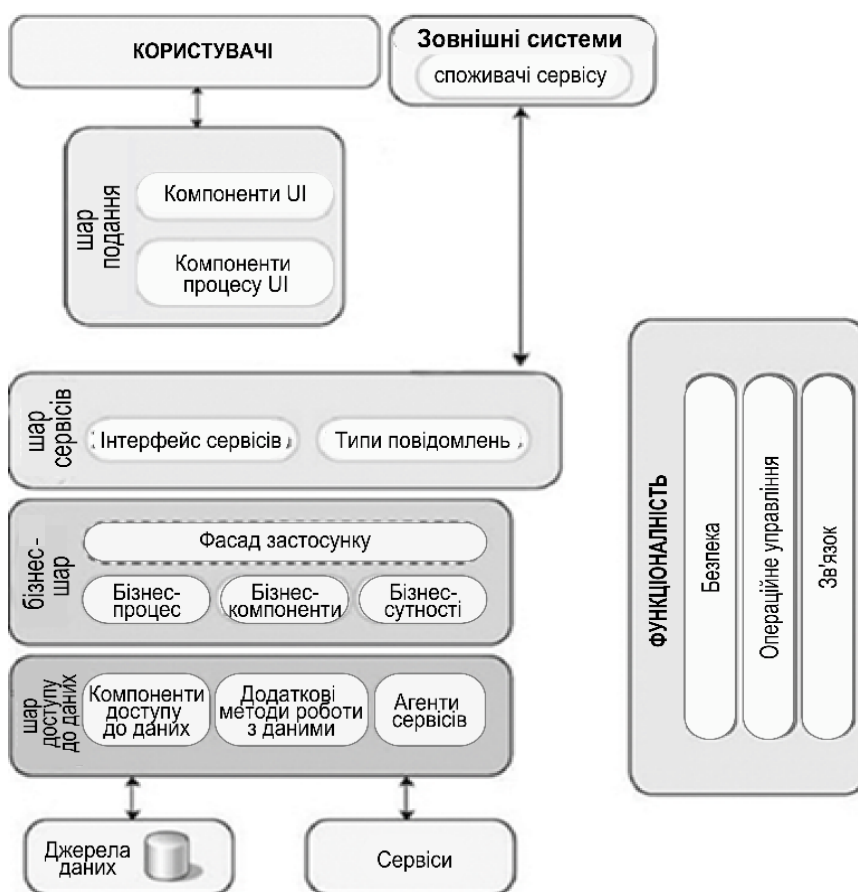 КОРИСТУВАЧІ
Зовнішні системи
споживачі сервісу
шар
подання
Компоненти UI
Компоненти
процесу UI
шар
сервісів
Інтерфейс сервісів
Типи повідомлень
бізнес-
шар
Фасад застосунку
Бізнес-
процес
Бізнес-
компоненти
Бізнес-
сутності
шар
доступу
до даних
Компоненти
доступу
до даних
Додаткові
методи роботи
з даними
Агенти
сервісів
Джерела
даних
Сервіси
ФУНКЦІОНАЛНІСТЬ
Безпека
Операційне управління
Зв'язок